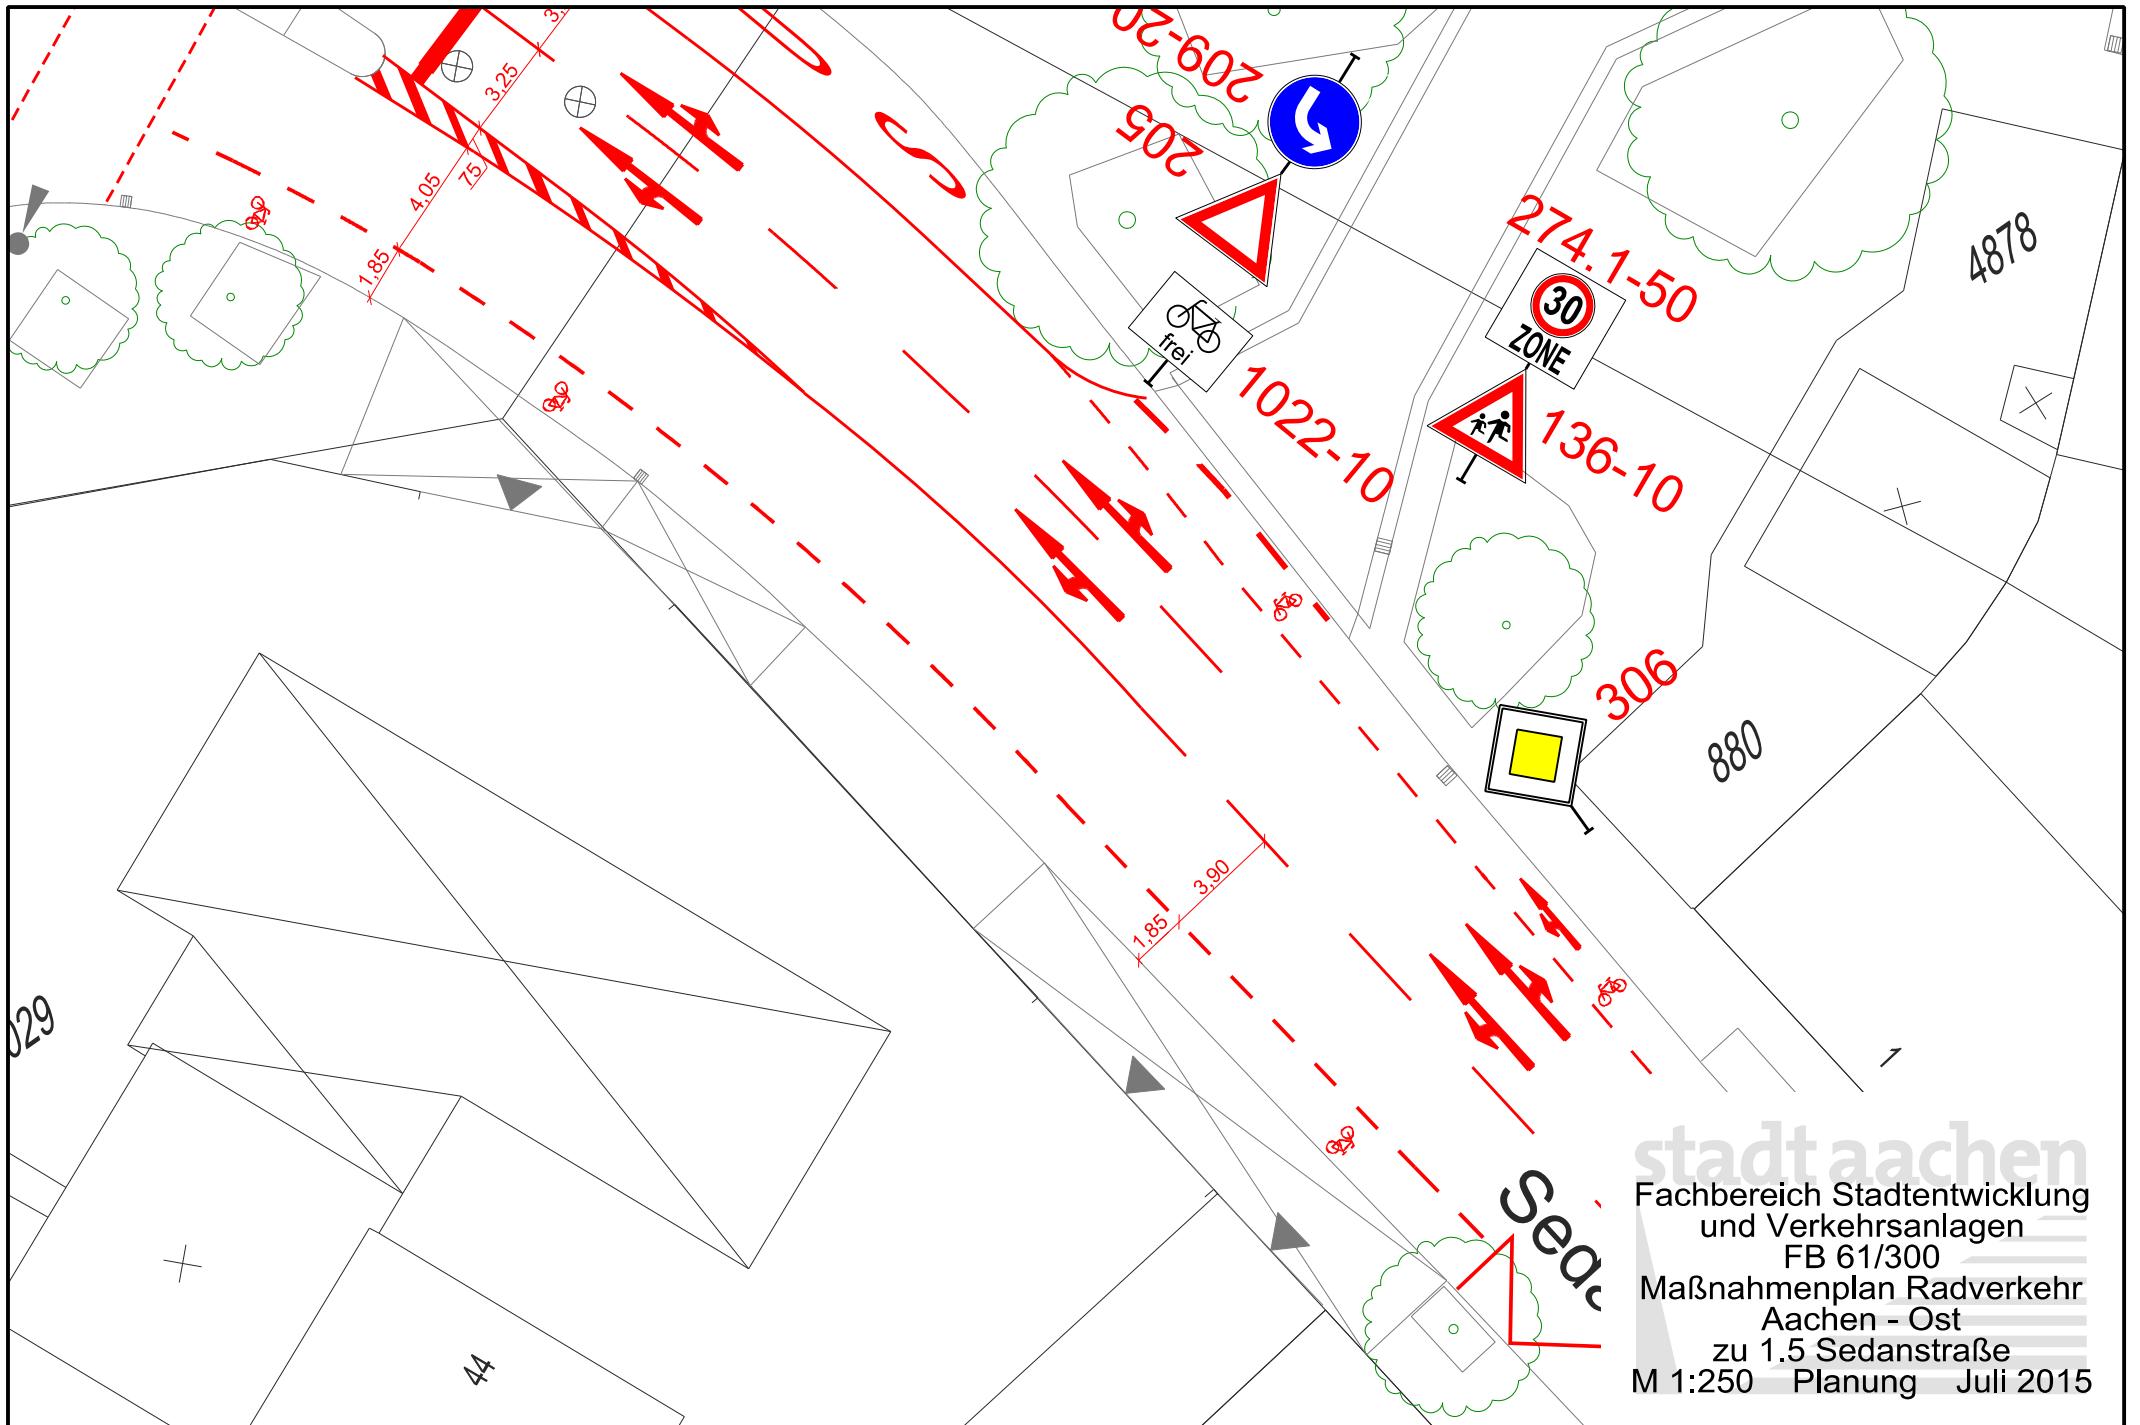 3,25
4,05
75
1,85
209-20
205
274.1-50
30
ZONE
frei
1022-10
136-10
306
4878
880
1
3,90
1,85
029
44
stadt aachen
Fachbereich Stadtentwicklung
und Verkehrsanlagen
FB 61/300
Maßnahmenplan Radverkehr
Aachen - Ost
zu 1.5 Sedanstraße
M 1:250 Planung Juli 2015